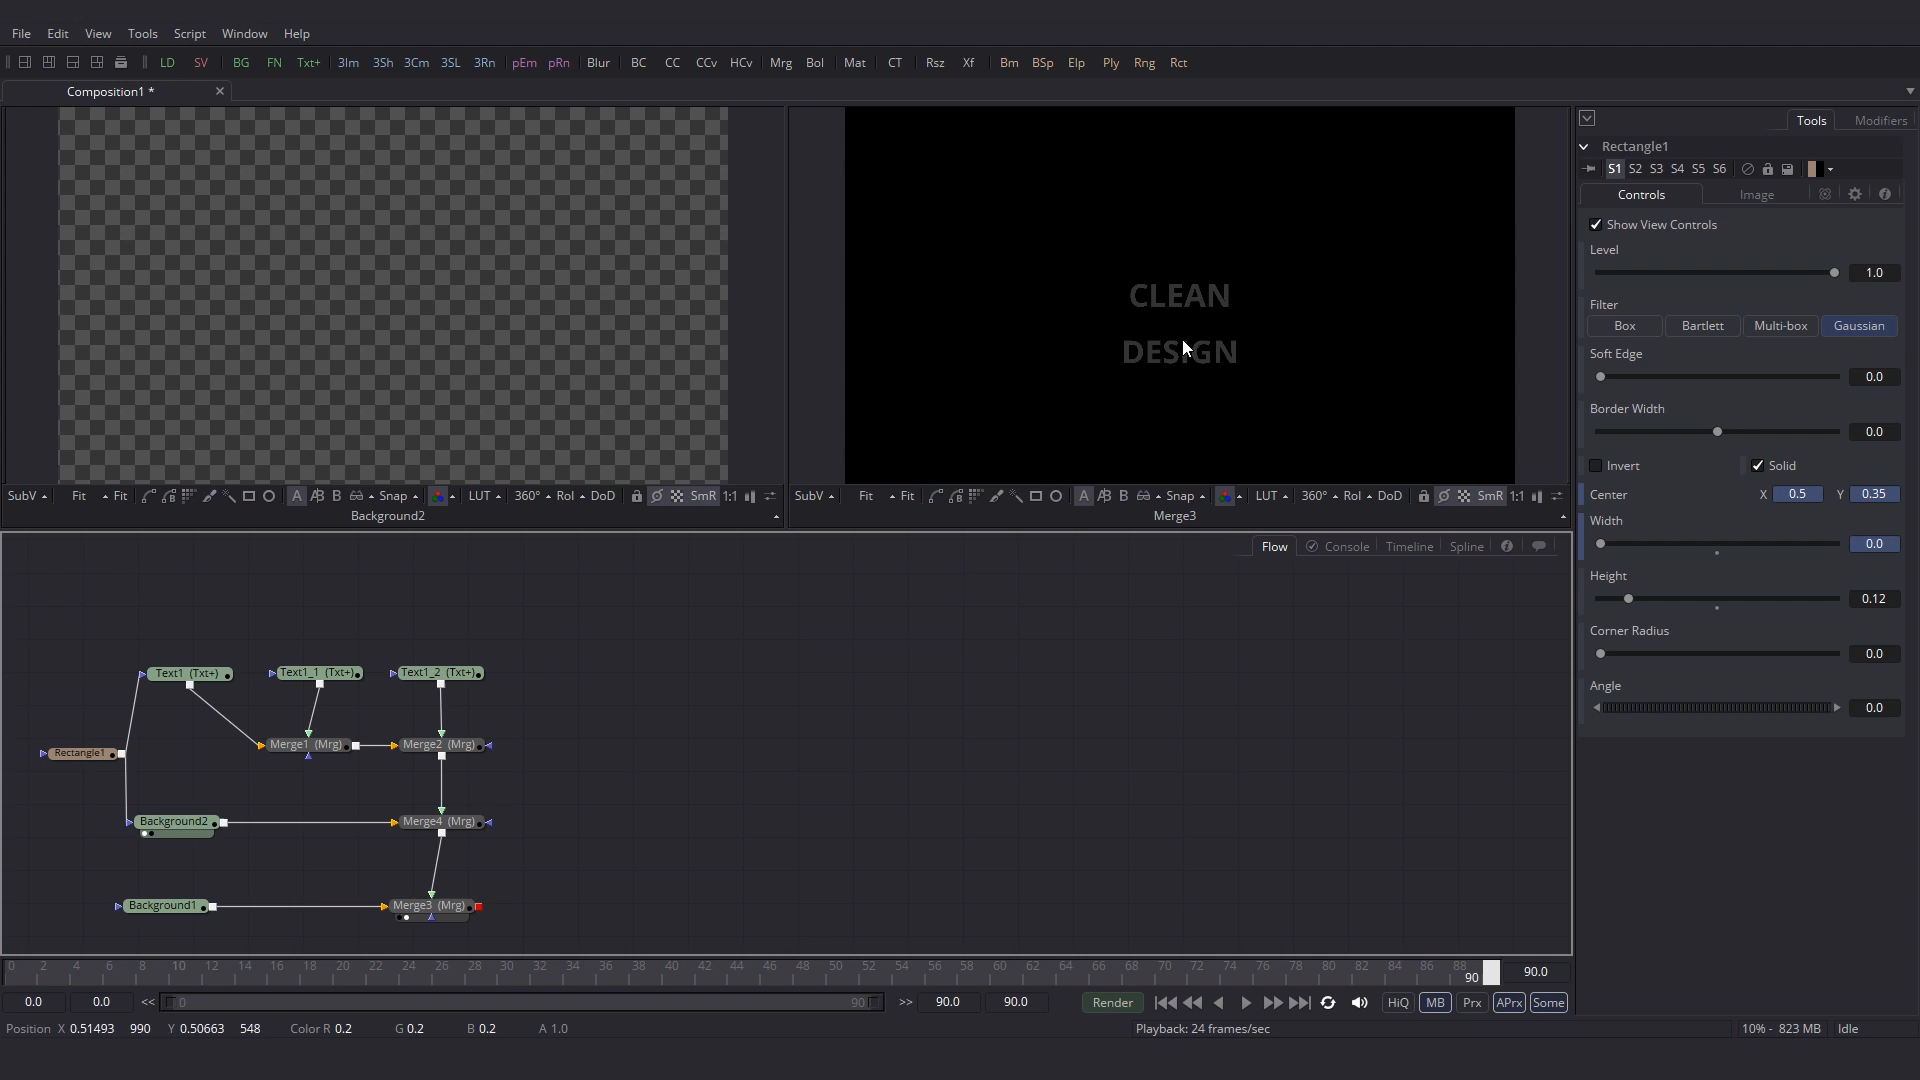 File Edit View Tools Script Window Help
LD SV BG FN Txt+ 3Im 3Sh 3Cm 3SL 3Rn pEm pRn Blur BC CC CCv HCv Mrg Bol Mat CT Rsz Xf Bm BSp Elp Ply Rng Rct
Composition1 *
CLEAN
DESIGN
SubV Fit Fit A A/B B Snap LUT 360° RoI DoD SmR 1:1
Background2
SubV Fit Fit A A/B B Snap LUT 360° RoI DoD SmR 1:1
Merge3
Tools Modifiers
Rectangle1
S1 S2 S3 S4 S5 S6
Controls Image
Show View Controls
Level
1.0
Filter
Box Bartlett Multi-box Gaussian
Soft Edge
0.0
Border Width
0.0
Invert Solid
Center X 0.5 Y 0.35
Width
0.0
Height
0.12
Corner Radius
0.0
Angle
0.0
Flow Console Timeline Spline
Text1 (Txt+) Text1_1 (Txt+) Text1_2 (Txt+)
Rectangle1 Merge1 (Mrg) Merge2 (Mrg)
Background2 Merge4 (Mrg)
Background1 Merge3 (Mrg)
0 2 4 6 8 10 12 14 16 18 20 22 24 26 28 30 32 34 36 38 40 42 44 46 48 50 52 54 56 58 60 62 64 66 68 70 72 74 76 78 80 82 84 86 88 90 90.0
0.0 0.0 << 0 90 >> 90.0 90.0 Render HiQ MB Prx APrx Some
Position X 0.51493 990 Y 0.50663 548 Color R 0.2 G 0.2 B 0.2 A 1.0 Playback: 24 frames/sec 10% - 823 MB Idle